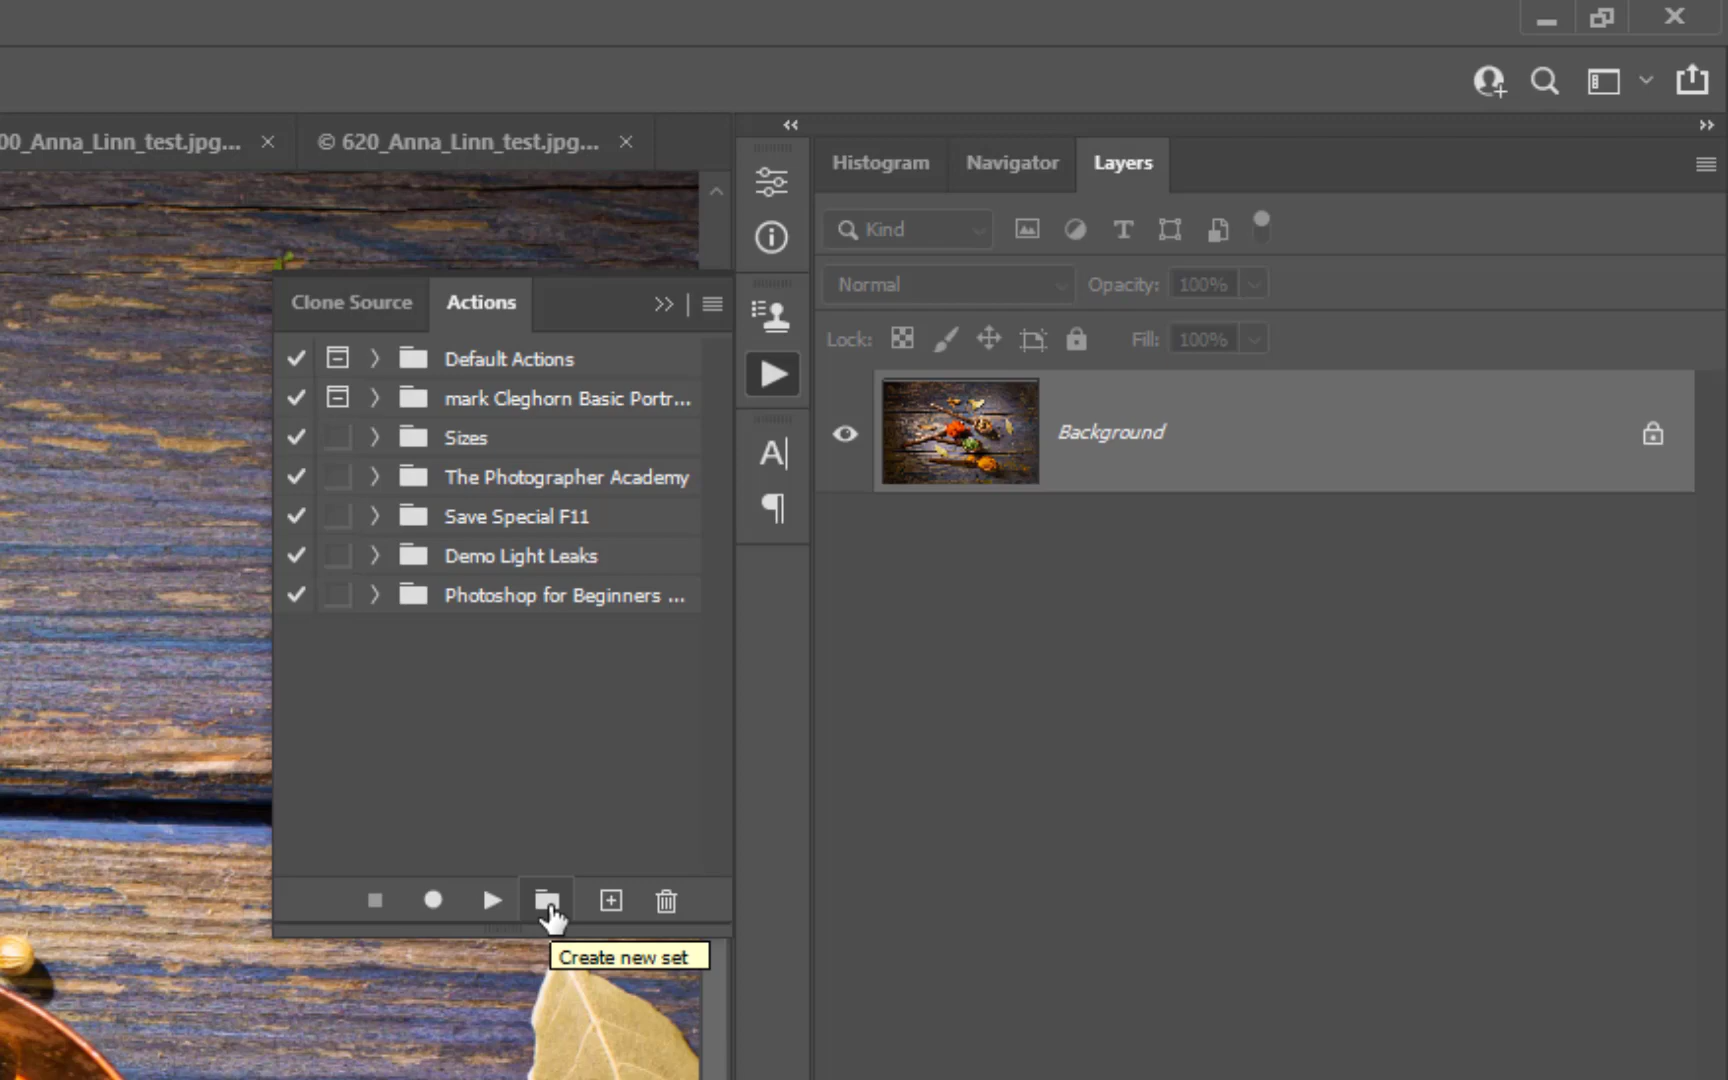 00_Anna_Linn_test.jpg...
© 620_Anna_Linn_test.jpg...
Histogram
Navigator
Layers
Kind
Normal
Opacity: 100%
Lock:
Fill: 100%
Background
Clone Source
Actions
Default Actions
mark Cleghorn Basic Portr...
Sizes
The Photographer Academy
Save Special F11
Demo Light Leaks
Photoshop for Beginners ...
Create new set